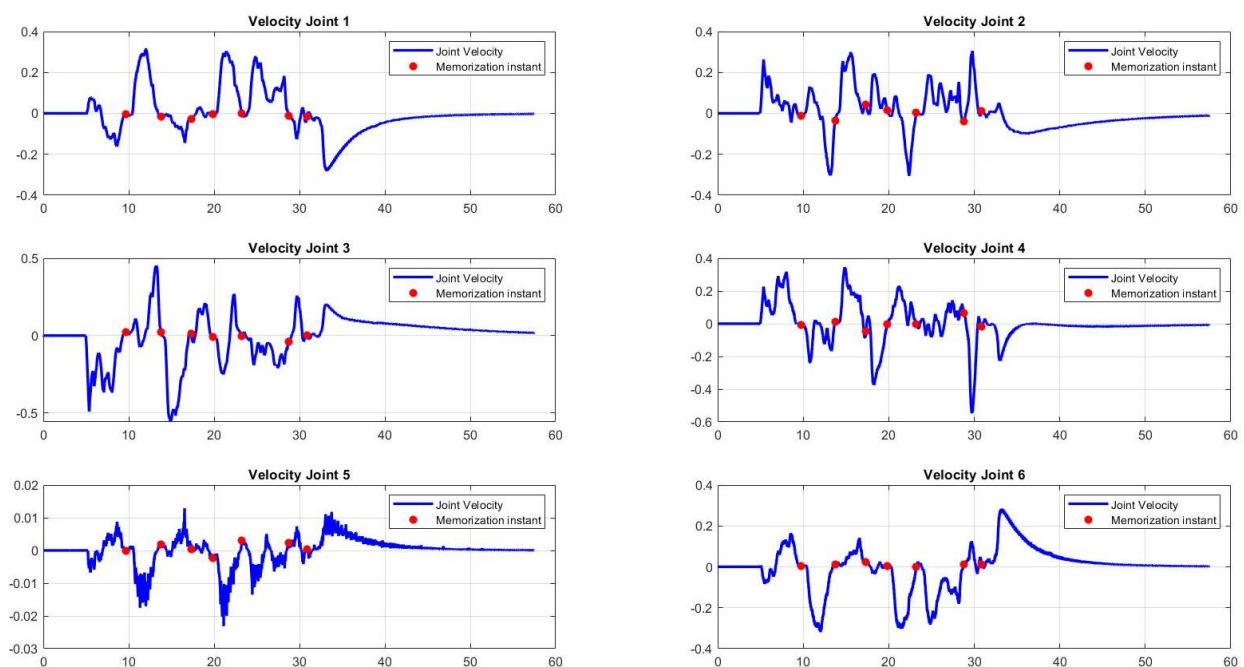 Velocity Joint 1
0.4
0.2
0
-0.2
-0.4
0 10 20 30 40 50 60
Joint Velocity
Memorization instant
Velocity Joint 2
0.4
0.2
0
-0.2
-0.4
0 10 20 30 40 50 60
Joint Velocity
Memorization instant
Velocity Joint 3
0.5
0
-0.5
0 10 20 30 40 50 60
Joint Velocity
Memorization instant
Velocity Joint 4
0.4
0.2
0
-0.2
-0.4
-0.6
0 10 20 30 40 50 60
Joint Velocity
Memorization instant
Velocity Joint 5
0.02
0.01
0
-0.01
-0.02
-0.03
0 10 20 30 40 50 60
Joint Velocity
Memorization instant
Velocity Joint 6
0.4
0.2
0
-0.2
-0.4
0 10 20 30 40 50 60
Joint Velocity
Memorization instant